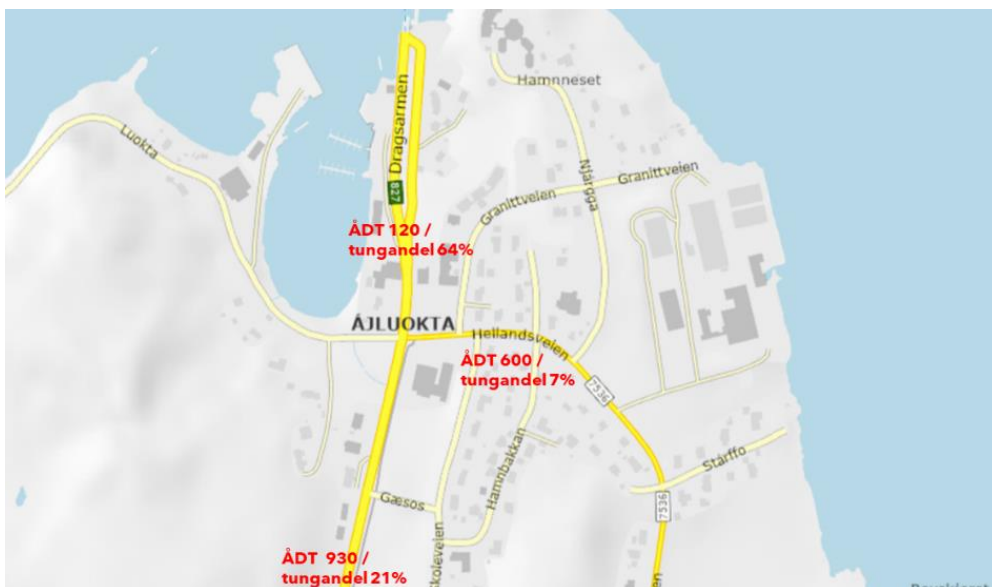 Hamnneset
Luokta
Dragsarmen
827
Njárgga
Granittveien
Granittveien
ÅDT 120 /
tungandel 64%
ÁJLUOKTA
Hellandsveien
ÅDT 600 /
tungandel 7%
7536
Hamnbakkan
Stárffo
Gæsos
7536
ÅDT 930 /
tungandel 21%